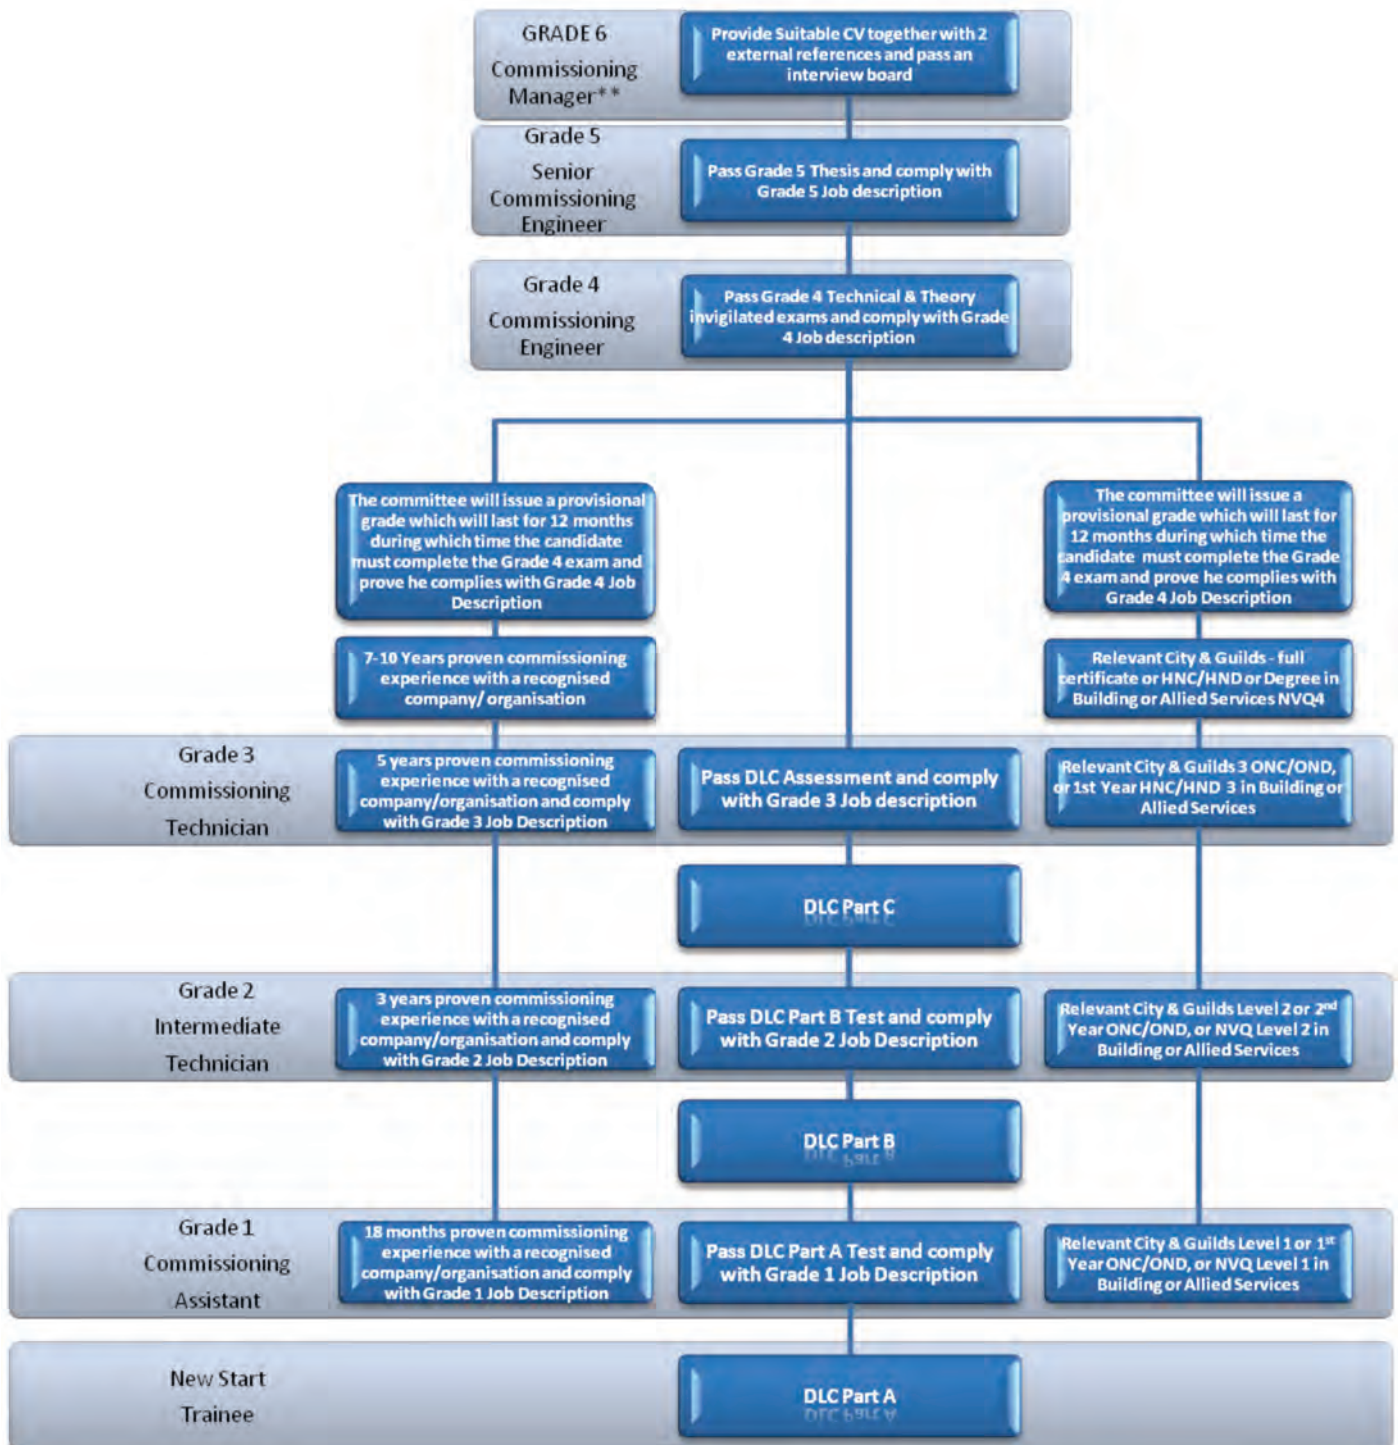 GRADE 6
Commissioning
Manager**
Provide Suitable CV together with 2
external references and pass an
interview board
Grade 5
Senior
Commissioning
Engineer
Pass Grade 5 Thesis and comply with
Grade 5 Job description
Grade 4
Commissioning
Engineer
Pass Grade 4 Technical & Theory
invigilated exams and comply with Grade
4 Job description
The committee will issue a provisional
grade which will last for 12 months
during which time the candidate
must complete the Grade 4 exam and
prove he complies with Grade 4 Job
Description
The committee will issue a
provisional grade which will last for
12 months during which time the
candidate must complete the Grade
4 exam and prove he complies with
Grade 4 Job Description
7-10 Years proven commissioning
experience with a recognised
company/ organisation
Relevant City & Guilds - full
certificate or HNC/HND or Degree in
Building or Allied Services NVQ4
Grade 3
Commissioning
Technician
5 years proven commissioning
experience with a recognised
company/organisation and comply
with Grade 3 Job Description
Pass DLC Assessment and comply
with Grade 3 Job description
Relevant City & Guilds 3 ONC/OND,
or 1st Year HNC/HND 3 in Building or
Allied Services
DLC Part C
Grade 2
Intermediate
Technician
3 years proven commissioning
experience with a recognised
company/organisation and comply
with Grade 2 Job Description
Pass DLC Part B Test and comply
with Grade 2 Job Description
Relevant City & Guilds Level 2 or 2nd
Year ONC/OND, or NVQ Level 2 in
Building or Allied Services
DLC Part B
Grade 1
Commissioning
Assistant
18 months proven commissioning
experience with a recognised
company/organisation and comply
with Grade 1 Job Description
Pass DLC Part A Test and comply
with Grade 1 Job Description
Relevant City & Guilds Level 1 or 1st
Year ONC/OND, or NVQ Level 1 in
Building or Allied Services
New Start
Trainee
DLC Part A